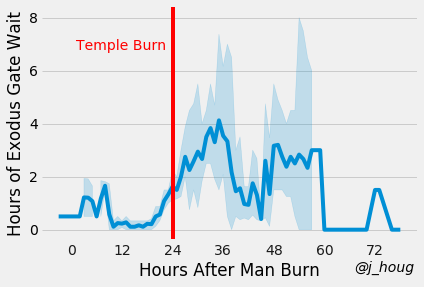 8
6
4
2
0
Hours of Exodus Gate Wait
Temple Burn
0 12 24 36 48 60 72
Hours After Man Burn
@j_houg